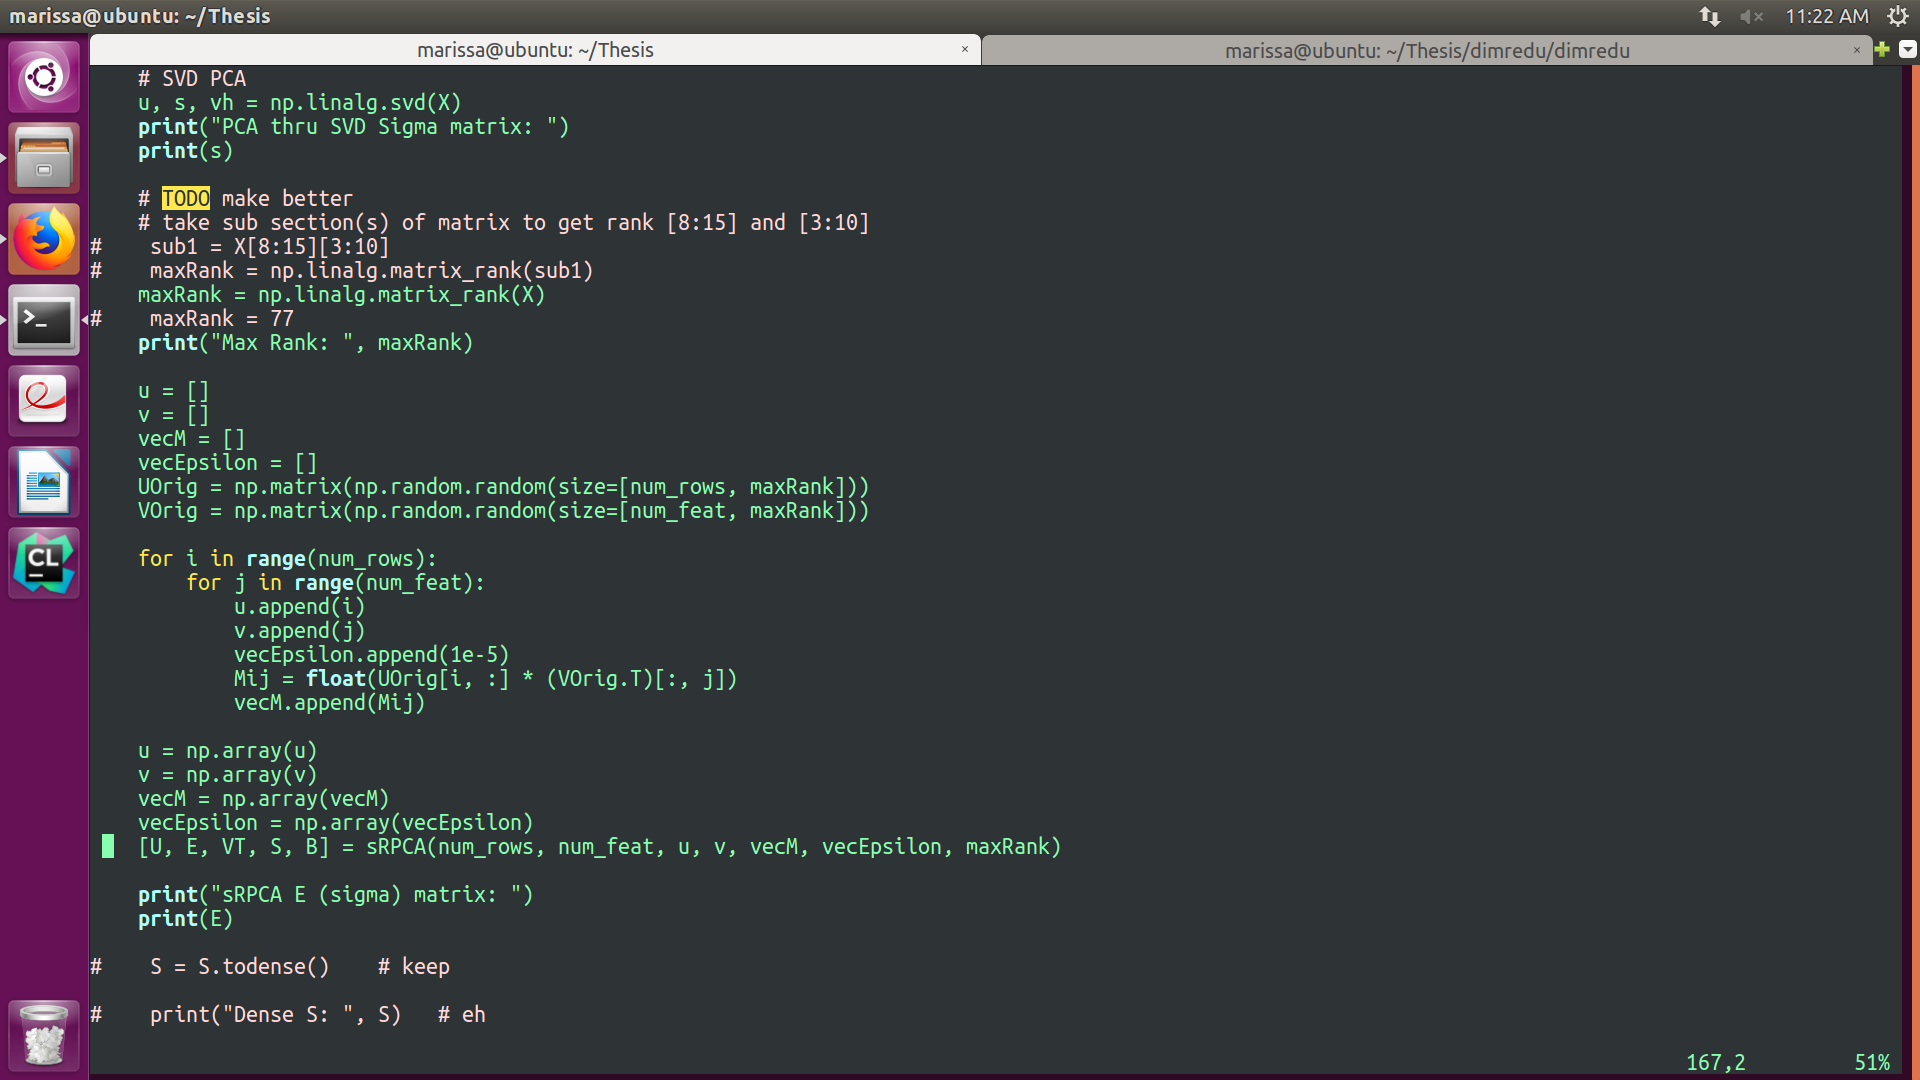 marissa@ubuntu: ~/Thesis
11:22 AM
marissa@ubuntu: ~/Thesis ×
marissa@ubuntu: ~/Thesis/dimredu/dimredu ×
    # SVD PCA
    u, s, vh = np.linalg.svd(X)
    print("PCA thru SVD Sigma matrix: ")
    print(s)

    # TODO make better
    # take sub section(s) of matrix to get rank [8:15] and [3:10]
#    sub1 = X[8:15][3:10]
#    maxRank = np.linalg.matrix_rank(sub1)
    maxRank = np.linalg.matrix_rank(X)
#    maxRank = 77
    print("Max Rank: ", maxRank)

    u = []
    v = []
    vecM = []
    vecEpsilon = []
    UOrig = np.matrix(np.random.random(size=[num_rows, maxRank]))
    VOrig = np.matrix(np.random.random(size=[num_feat, maxRank]))

    for i in range(num_rows):
        for j in range(num_feat):
            u.append(i)
            v.append(j)
            vecEpsilon.append(1e-5)
            Mij = float(UOrig[i, :] * (VOrig.T)[:, j])
            vecM.append(Mij)

    u = np.array(u)
    v = np.array(v)
    vecM = np.array(vecM)
    vecEpsilon = np.array(vecEpsilon)
    [U, E, VT, S, B] = sRPCA(num_rows, num_feat, u, v, vecM, vecEpsilon, maxRank)

    print("sRPCA E (sigma) matrix: ")
    print(E)

#    S = S.todense()    # keep

#    print("Dense S: ", S)   # eh

CL
167,2 51%